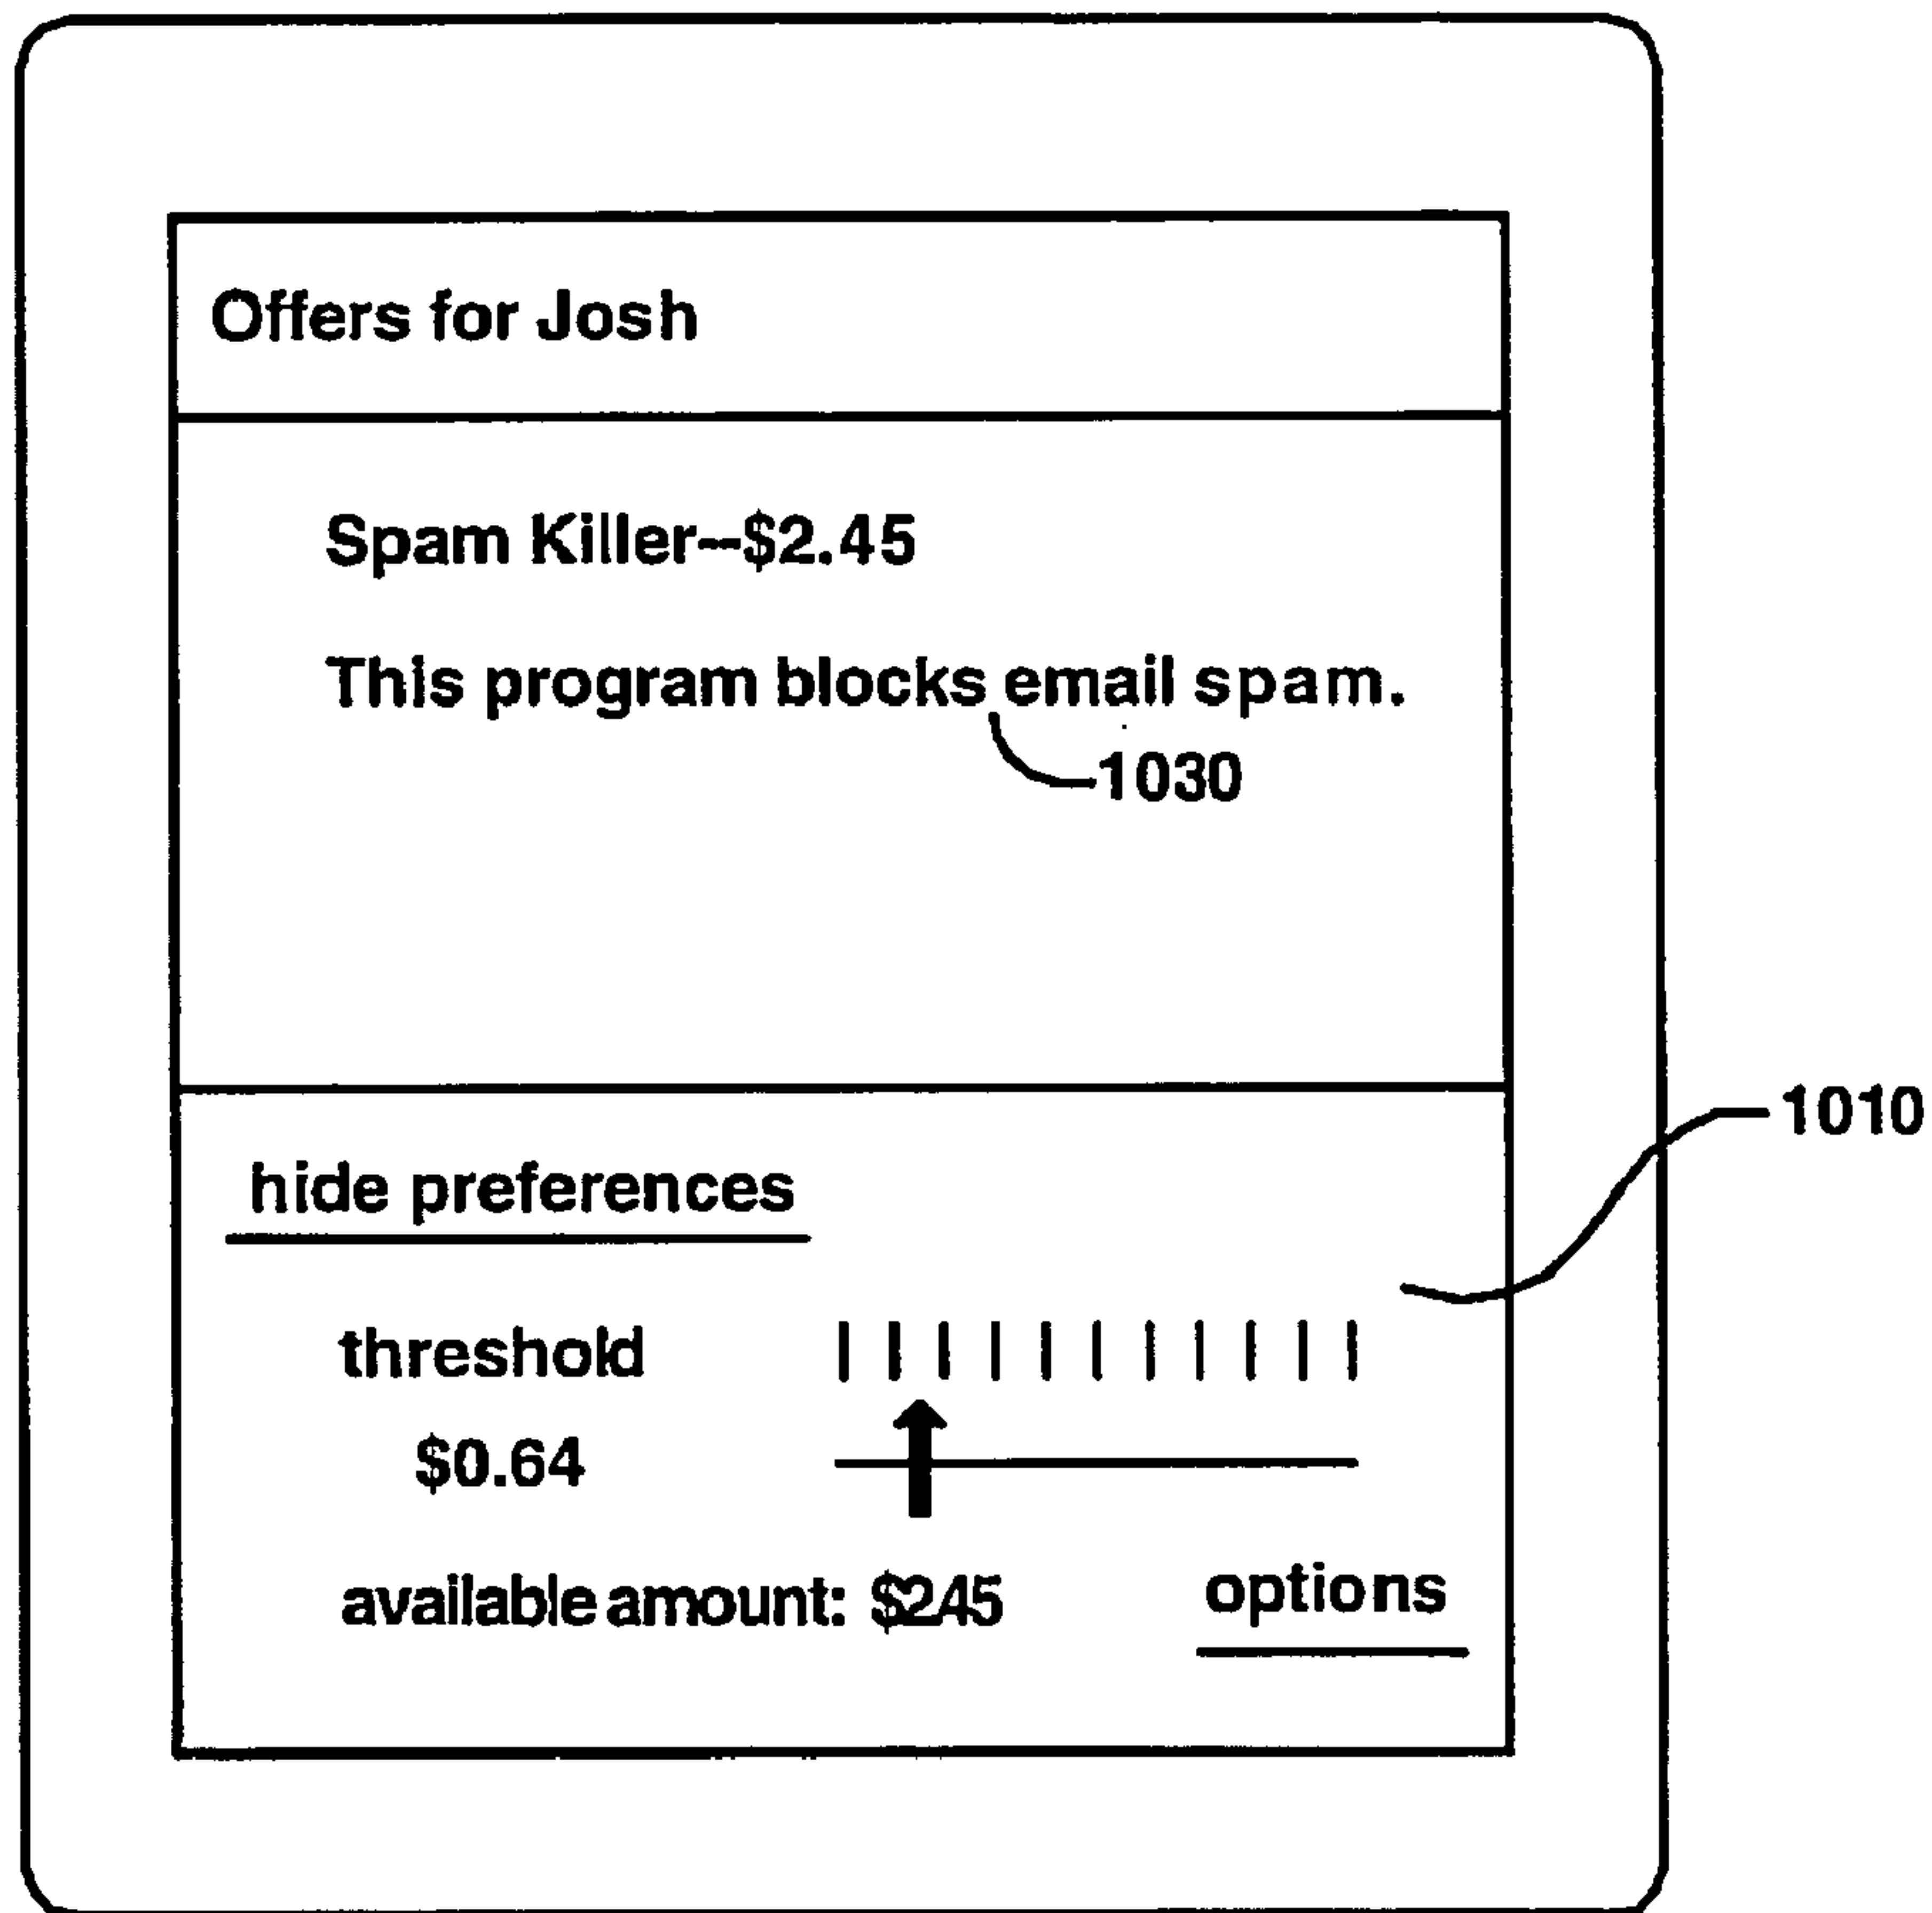 Offers for Josh
Spam Killer--$2.45
This program blocks email spam.
1030
1010
hide preferences
threshold
$0.64
available amount: $245
options